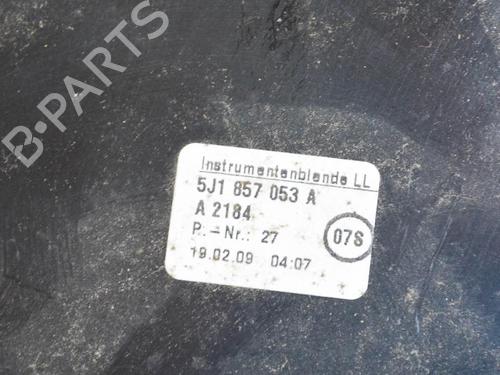 B-PARTS
Instrumentenblende LL
5J1 857 053 A
A 2184
P.-Nr.: 27
07S
19.02.09 04:07